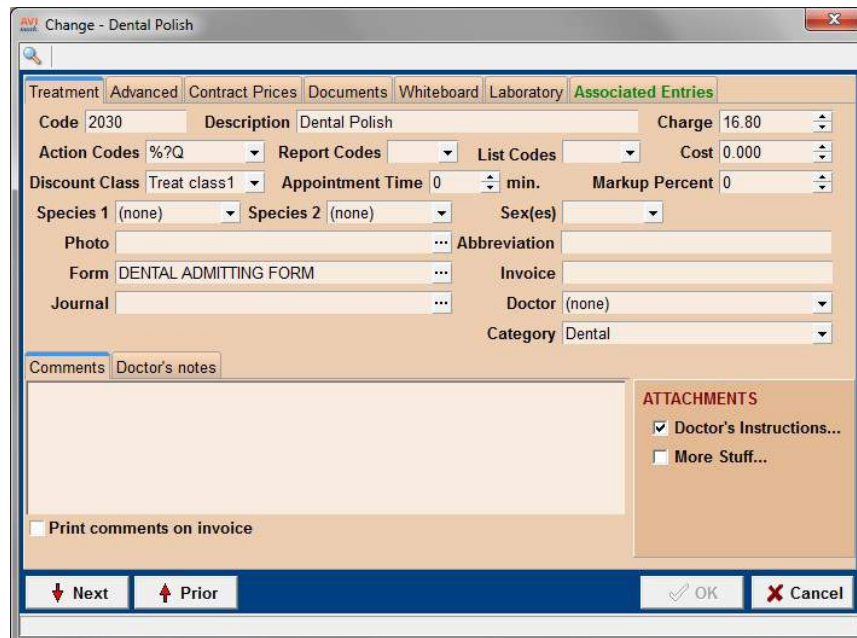 AVI mark Change - Dental Polish
Treatment Advanced Contract Prices Documents Whiteboard Laboratory Associated Entries
Code 2030 Description Dental Polish Charge 16.80
Action Codes %?Q Report Codes List Codes Cost 0.000
Discount Class Treat class1 Appointment Time 0 min. Markup Percent 0
Species 1 (none) Species 2 (none) Sex(es)
Photo ... Abbreviation
Form DENTAL ADMITTING FORM ... Invoice
Journal ... Doctor (none)
Category Dental
Comments Doctor's notes
ATTACHMENTS
Doctor's Instructions...
More Stuff...
Print comments on invoice
Next Prior OK Cancel